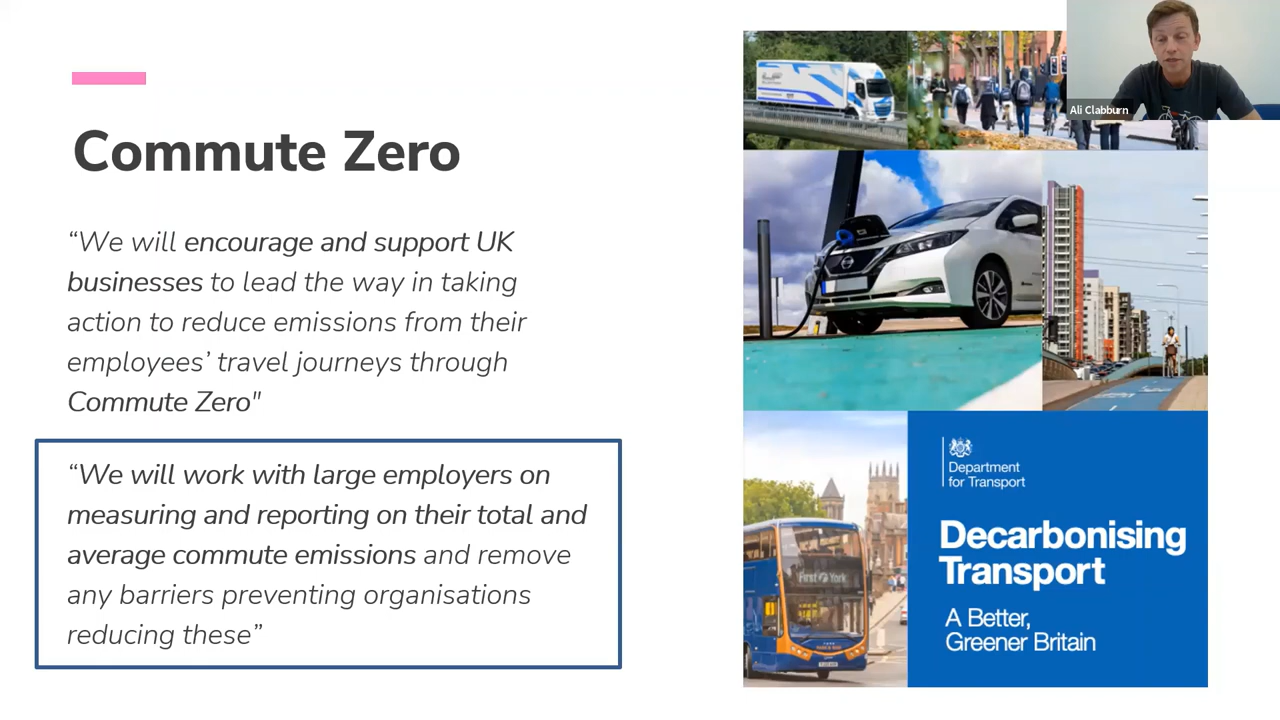 Commute Zero
“We will encourage and support UK
businesses to lead the way in taking
action to reduce emissions from their
employees’ travel journeys through
Commute Zero"
“We will work with large employers on
measuring and reporting on their total and
average commute emissions and remove
any barriers preventing organisations
reducing these”
Ali Clabburn
First York
Department
for Transport
Decarbonising
Transport
A Better,
Greener Britain